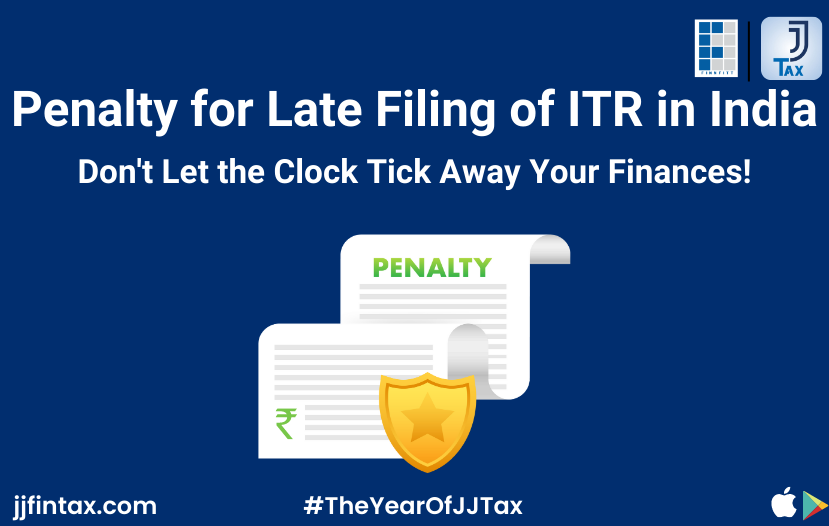 FINNFITT
J
TAX
Penalty for Late Filing of ITR in India
Don't Let the Clock Tick Away Your Finances!
PENALTY
₹
jjfintax.com
#TheYearOfJJTax